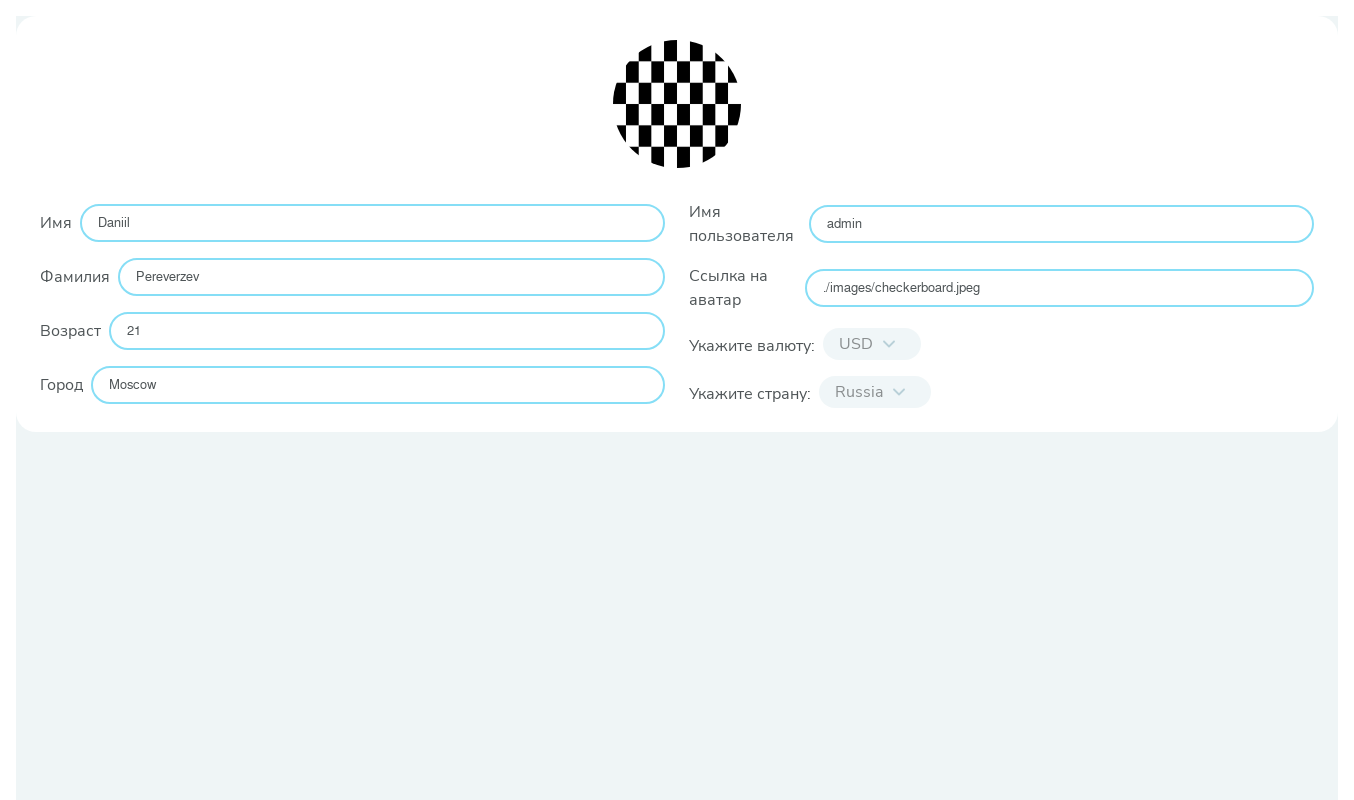 Имя
Daniil
Фамилия
Pereverzev
Возраст
21
Город
Moscow
Имя
пользователя
admin
Ссылка на
аватар
./images/checkerboard.jpeg
Укажите валюту:
USD
Укажите страну:
Russia